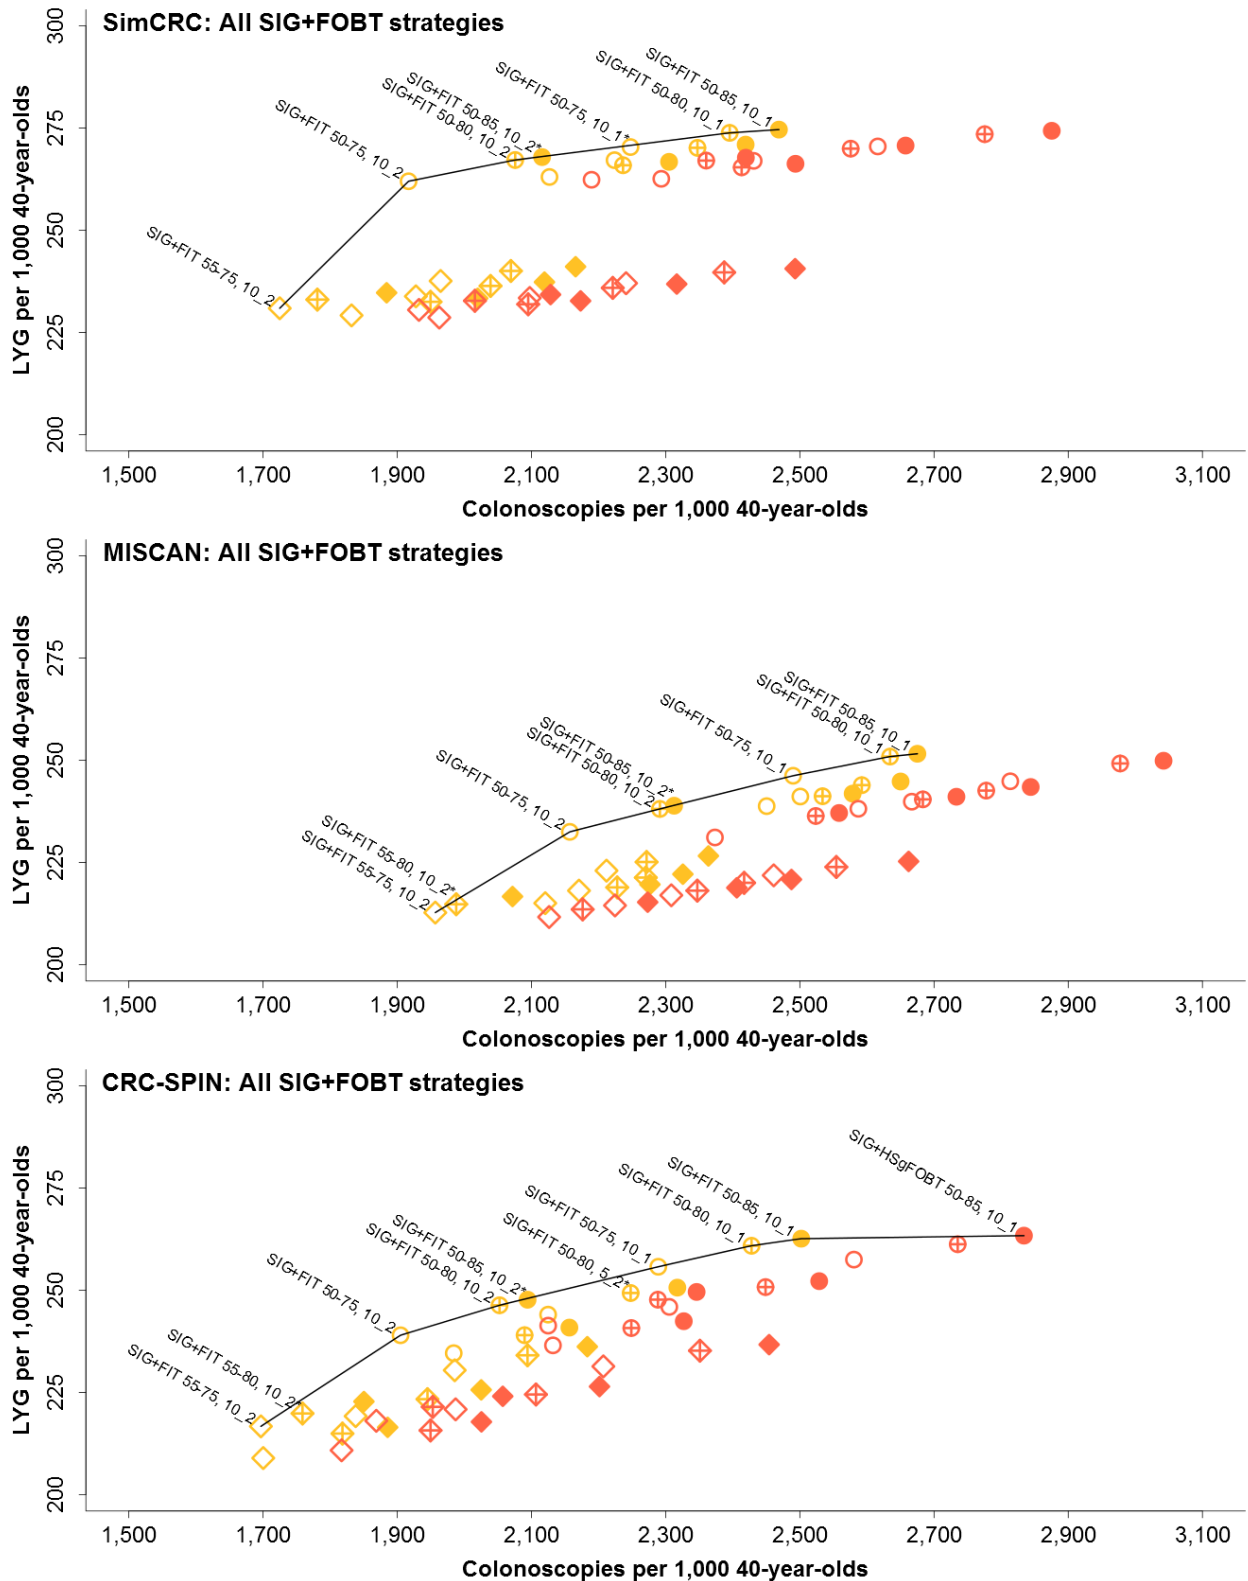 SimCRC: All SIG+FOBT strategies
LYG per 1,000 40-year-olds
300
275
250
225
200
SIG+FIT 55-75, 10_2
SIG+FIT 50-75, 10_2
SIG+FIT 50-80, 10_2
SIG+FIT 50-85, 10_2*
SIG+FIT 50-75, 10_1*
SIG+FIT 50-80, 10_1
SIG+FIT 50-85, 10_1
1,500 1,700 1,900 2,100 2,300 2,500 2,700 2,900 3,100
Colonoscopies per 1,000 40-year-olds
MISCAN: All SIG+FOBT strategies
LYG per 1,000 40-year-olds
300
275
250
225
200
SIG+FIT 55-75, 10_2
SIG+FIT 55-80, 10_2*
SIG+FIT 50-75, 10_2
SIG+FIT 50-80, 10_2
SIG+FIT 50-85, 10_2*
SIG+FIT 50-75, 10_1
SIG+FIT 50-80, 10_1
SIG+FIT 50-85, 10_1
1,500 1,700 1,900 2,100 2,300 2,500 2,700 2,900 3,100
Colonoscopies per 1,000 40-year-olds
CRC-SPIN: All SIG+FOBT strategies
LYG per 1,000 40-year-olds
300
275
250
225
200
SIG+FIT 55-75, 10_2
SIG+FIT 55-80, 10_2*
SIG+FIT 50-75, 10_2
SIG+FIT 50-80, 10_2
SIG+FIT 50-85, 10_2*
SIG+FIT 50-80, 5_2*
SIG+FIT 50-75, 10_1
SIG+FIT 50-80, 10_1
SIG+FIT 50-85, 10_1
SIG+HSgFOBT 50-85, 10_1
1,500 1,700 1,900 2,100 2,300 2,500 2,700 2,900 3,100
Colonoscopies per 1,000 40-year-olds